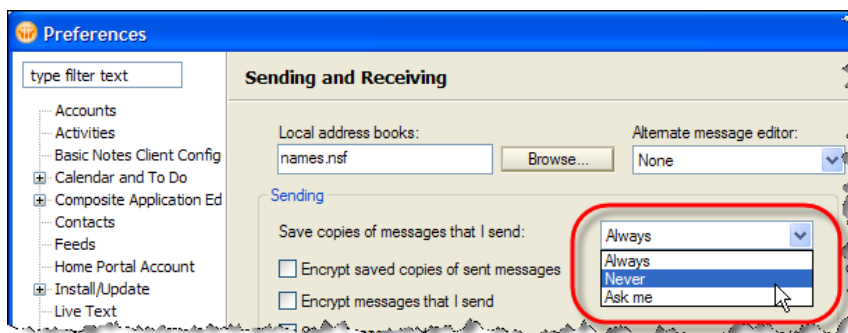 Preferences
type filter text
Accounts
Activities
Basic Notes Client Config
Calendar and To Do
Composite Application Ed
Contacts
Feeds
Home Portal Account
Install/Update
Live Text
Sending and Receiving
Local address books:
names.nsf
Browse...
Alternate message editor:
None
Sending
Save copies of messages that I send:
Always
Always
Never
Ask me
Encrypt saved copies of sent messages
Encrypt messages that I send